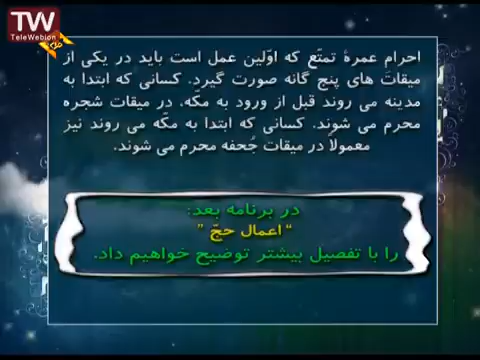 TW
TeleWebion
احرام عمرهٔ تمتّع که اوّلین عمل است باید در یکی از
میقات های پنج گانه صورت گیرد. کسانی که ابتدا به
مدینه می روند قبل از ورود به مکّه، در میقات شجره
محرم می شوند. کسانی که ابتدا به مکّه می روند نیز
معمولاً در میقات جُحفه محرم می شوند.
در برنامه بعد:
“ اعمال حجّ ”
را با تفصیل بیشتر توضیح خواهیم داد.